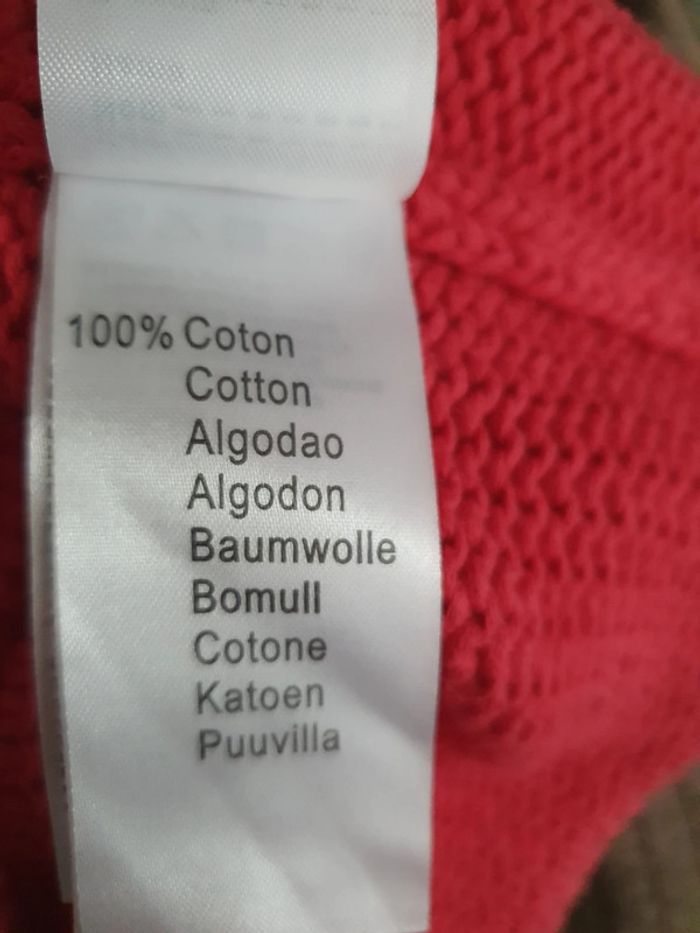 100% Coton
Cotton
Algodao
Algodon
Baumwolle
Bomull
Cotone
Katoen
Puuvilla